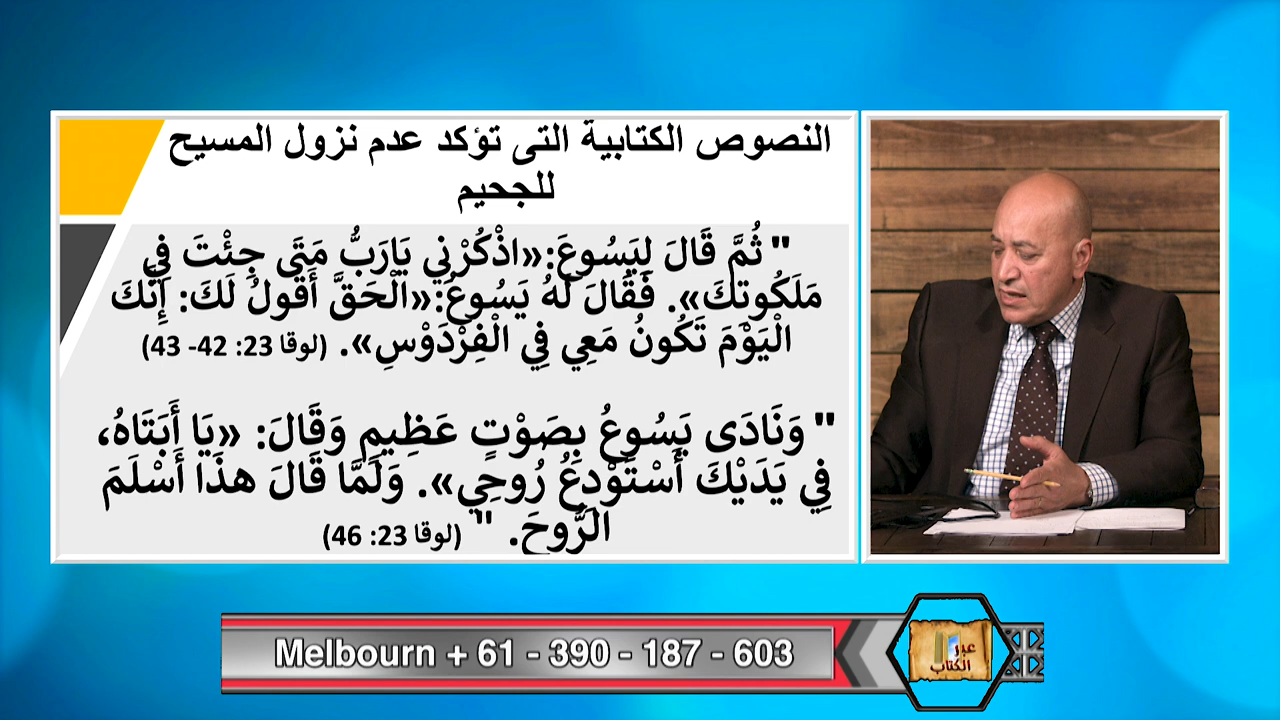 النصوص الكتابية التى تؤكد عدم نزول المسيح
للجحيم
" ثُمَّ قَالَ لِيَسُوعَ:«اذْكُرْنِي يَارَبُّ مَتَى جِئْتَ فِي
مَلَكُوتِكَ». فَقَالَ لَهُ يَسُوعُ:«الْحَقَّ أَقُولُ لَكَ: إِنَّكَ
الْيَوْمَ تَكُونُ مَعِي فِي الْفِرْدَوْسِ». (لوقا 23: 42- 43)
" وَنَادَى يَسُوعُ بِصَوْتٍ عَظِيمٍ وَقَالَ: «يَا أَبَتَاهُ،
فِي يَدَيْكَ أَسْتَوْدِعُ رُوحِي». وَلَمَّا قَالَ هذَا أَسْلَمَ
الرُّوحَ. " (لوقا 23: 46)
Melbourn + 61 - 390 - 187 - 603
عبر
الكتاب